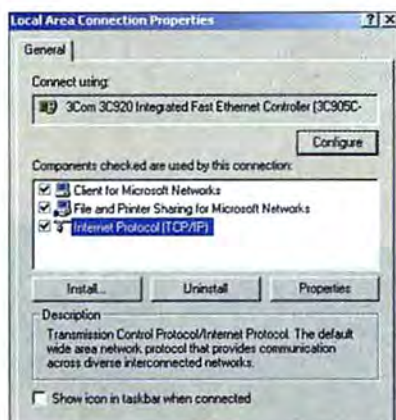 Local Area Connection Properties
General
Connect using:
3Com 3C920 Integrated Fast Ethernet Controller (3C905C-
Configure
Components checked are used by this connection:
Client for Microsoft Networks
File and Printer Sharing for Microsoft Networks
Internet Protocol (TCP/IP)
Install...
Uninstall
Properties
Description
Transmission Control Protocol/Internet Protocol. The default
wide area network protocol that provides communication
across diverse interconnected networks.
Show icon in taskbar when connected